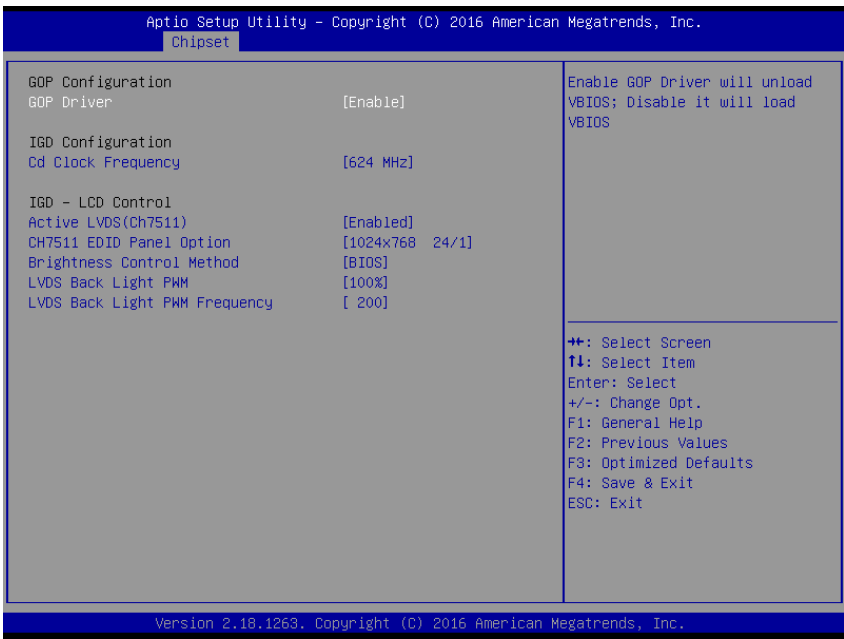 Aptio Setup Utility – Copyright (C) 2016 American Megatrends, Inc.
Chipset
GOP Configuration
GOP Driver [Enable]
IGD Configuration
Cd Clock Frequency [624 MHz]
IGD – LCD Control
Active LVDS(Ch7511) [Enabled]
CH7511 EDID Panel Option [1024x768 24/1]
Brightness Control Method [BIOS]
LVDS Back Light PWM [100%]
LVDS Back Light PWM Frequency [ 200]
Enable GOP Driver will unload
VBIOS; Disable it will load
VBIOS
→←: Select Screen
↑↓: Select Item
Enter: Select
+/-: Change Opt.
F1: General Help
F2: Previous Values
F3: Optimized Defaults
F4: Save & Exit
ESC: Exit
Version 2.18.1263. Copyright (C) 2016 American Megatrends, Inc.